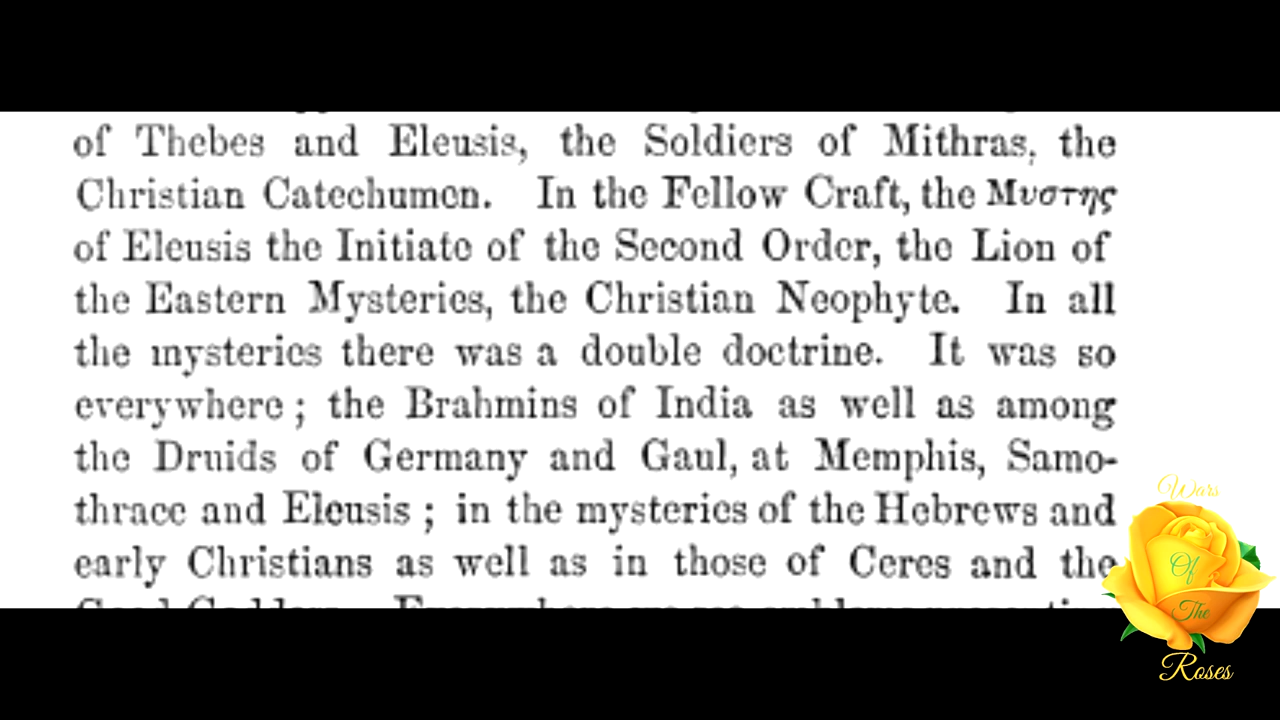 of Thebes and Eleusis, the Soldiers of Mithras, the
Christian Catechumen. In the Fellow Craft, the Μυστης
of Eleusis the Initiate of the Second Order, the Lion of
the Eastern Mysteries, the Christian Neophyte. In all
the mysteries there was a double doctrine. It was so
everywhere; the Brahmins of India as well as among
the Druids of Germany and Gaul, at Memphis, Samo-
thrace and Eleusis; in the mysteries of the Hebrews and
early Christians as well as in those of Ceres and the
Wars
Of
The
Roses